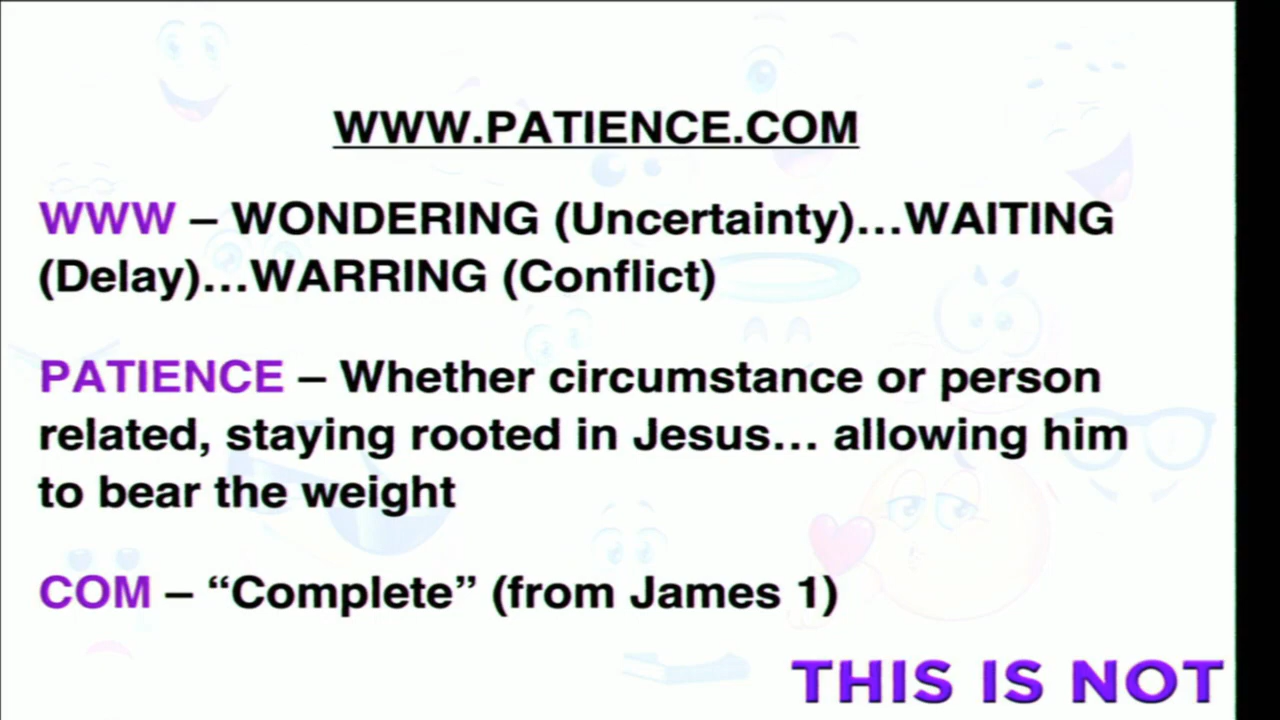 WWW.PATIENCE.COM
WWW – WONDERING (Uncertainty)...WAITING
(Delay)...WARRING (Conflict)
PATIENCE – Whether circumstance or person
related, staying rooted in Jesus... allowing him
to bear the weight
COM – “Complete” (from James 1)
THIS IS NOT